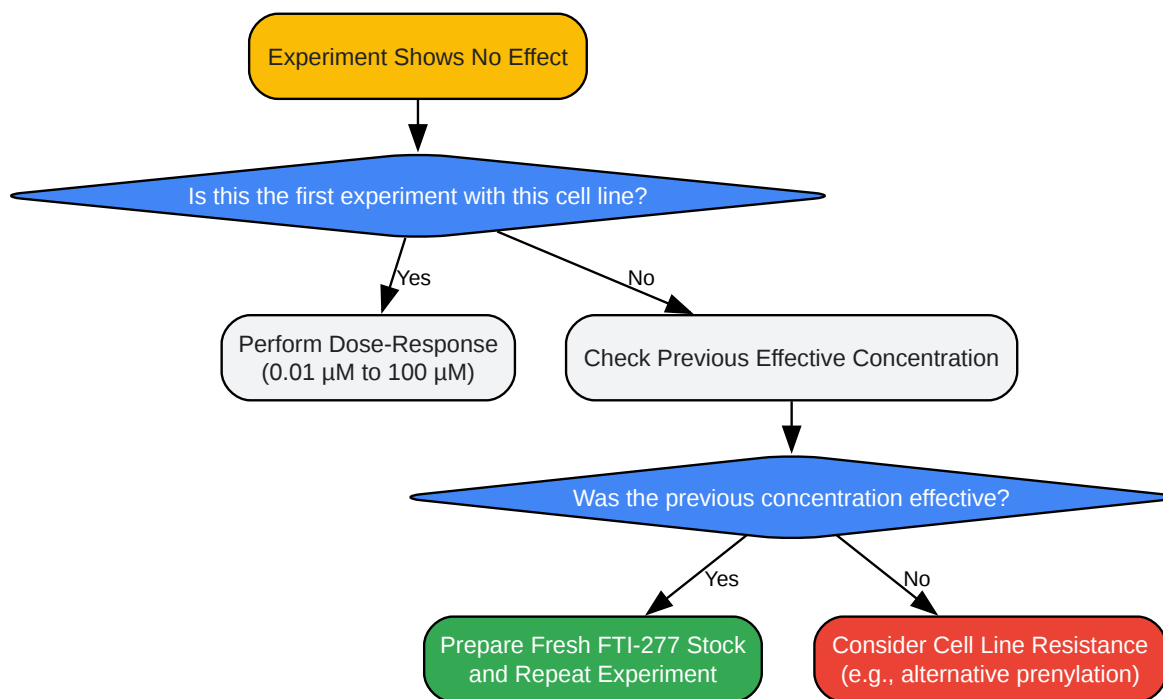 Experiment Shows No Effect
Is this the first experiment with this cell line?
Yes
No
Perform Dose-Response
(0.01 µM to 100 µM)
Check Previous Effective Concentration
Was the previous concentration effective?
Yes
No
Prepare Fresh FTI-277 Stock
and Repeat Experiment
Consider Cell Line Resistance
(e.g., alternative prenylation)